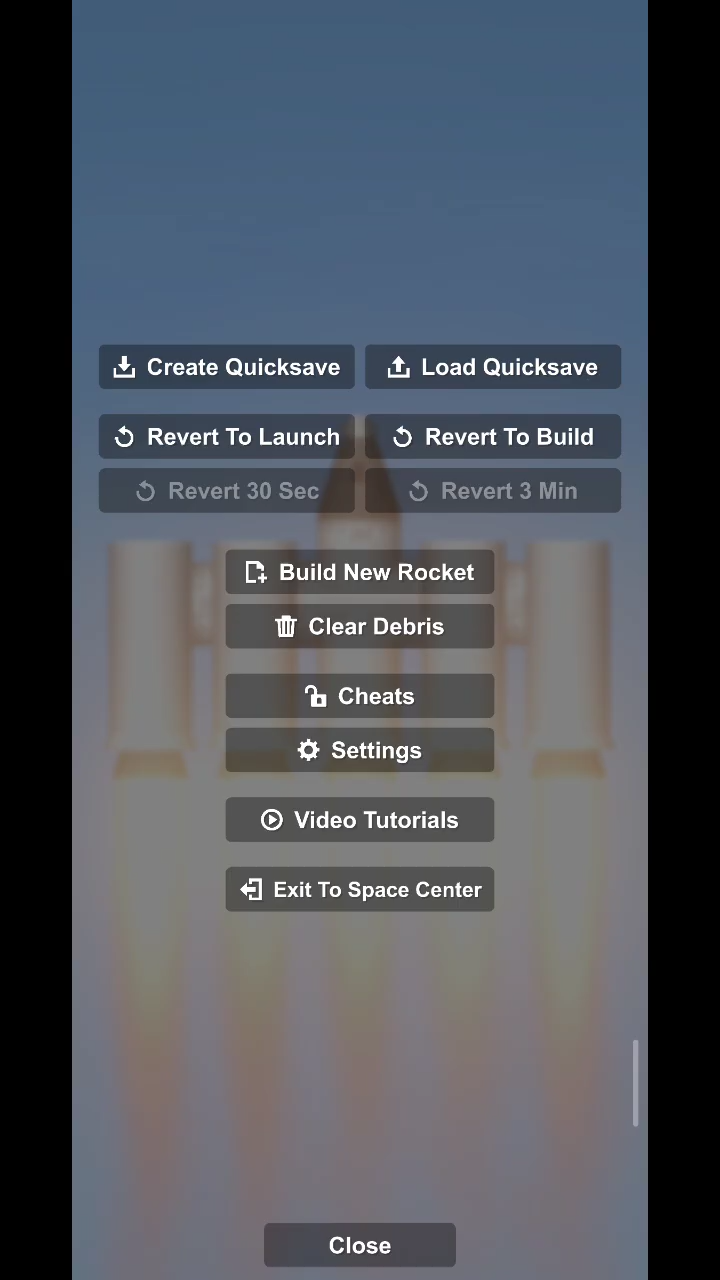 Create Quicksave
Load Quicksave
Revert To Launch
Revert To Build
Revert 30 Sec
Revert 3 Min
Build New Rocket
Clear Debris
Cheats
Settings
Video Tutorials
Exit To Space Center
Close